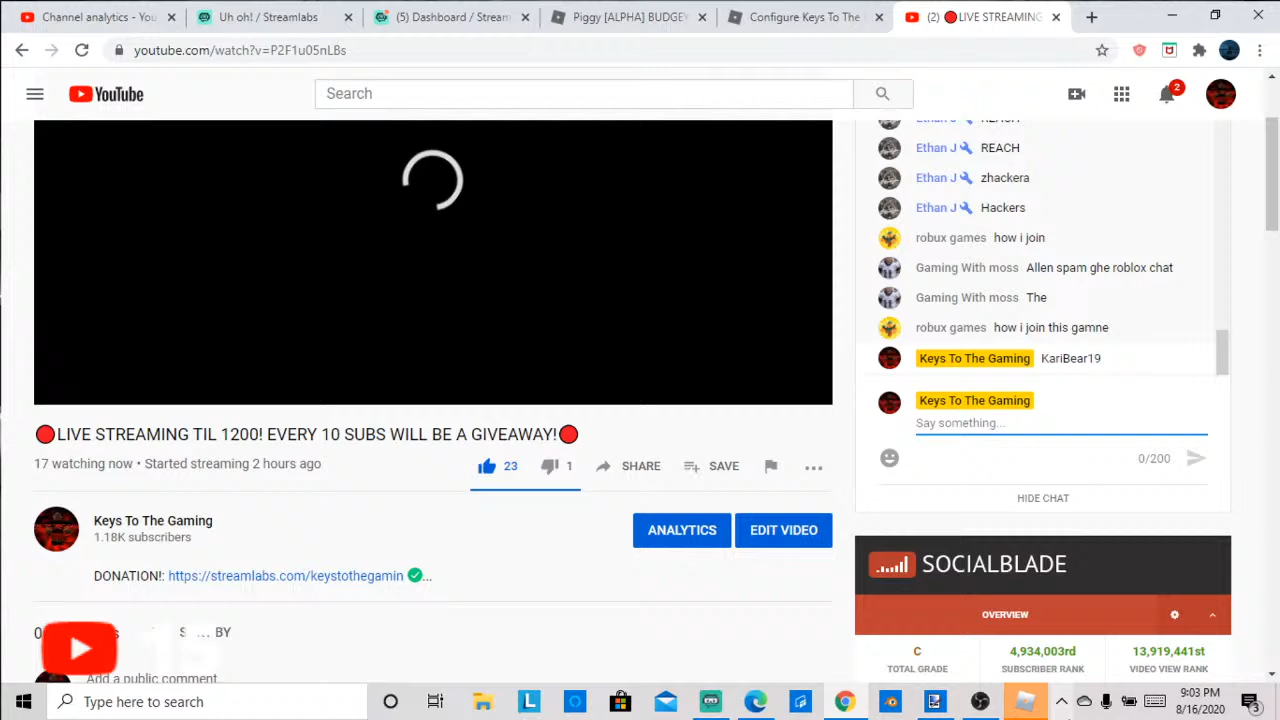 Channel analytics - You
Uh oh! / Streamlabs
(5) Dashboard / Stream
Piggy [ALPHA] BUDGE
Configure Keys To The
(2) 🔴LIVE STREAMING
youtube.com/watch?v=P2F1u05nLBs
YouTube
Search
2
REACH
Ethan J REACH
Ethan J zhackera
Ethan J Hackers
robux games how i join
Gaming With moss Allen spam ghe roblox chat
Gaming With moss The
robux games how i join this gamne
Keys To The Gaming KariBear19
Keys To The Gaming
Say something...
0/200
HIDE CHAT
🔴LIVE STREAMING TIL 1200! EVERY 10 SUBS WILL BE A GIVEAWAY!🔴
17 watching now • Started streaming 2 hours ago
23
1
SHARE
SAVE
Keys To The Gaming
1.18K subscribers
ANALYTICS
EDIT VIDEO
DONATION!: https://streamlabs.com/keystothegamin ✅...
SOCIALBLADE
OVERVIEW
C
TOTAL GRADE
4,934,003rd
SUBSCRIBER RANK
13,919,441st
VIDEO VIEW RANK
BY
Add a public comment
Type here to search
9:03 PM
8/16/2020
3